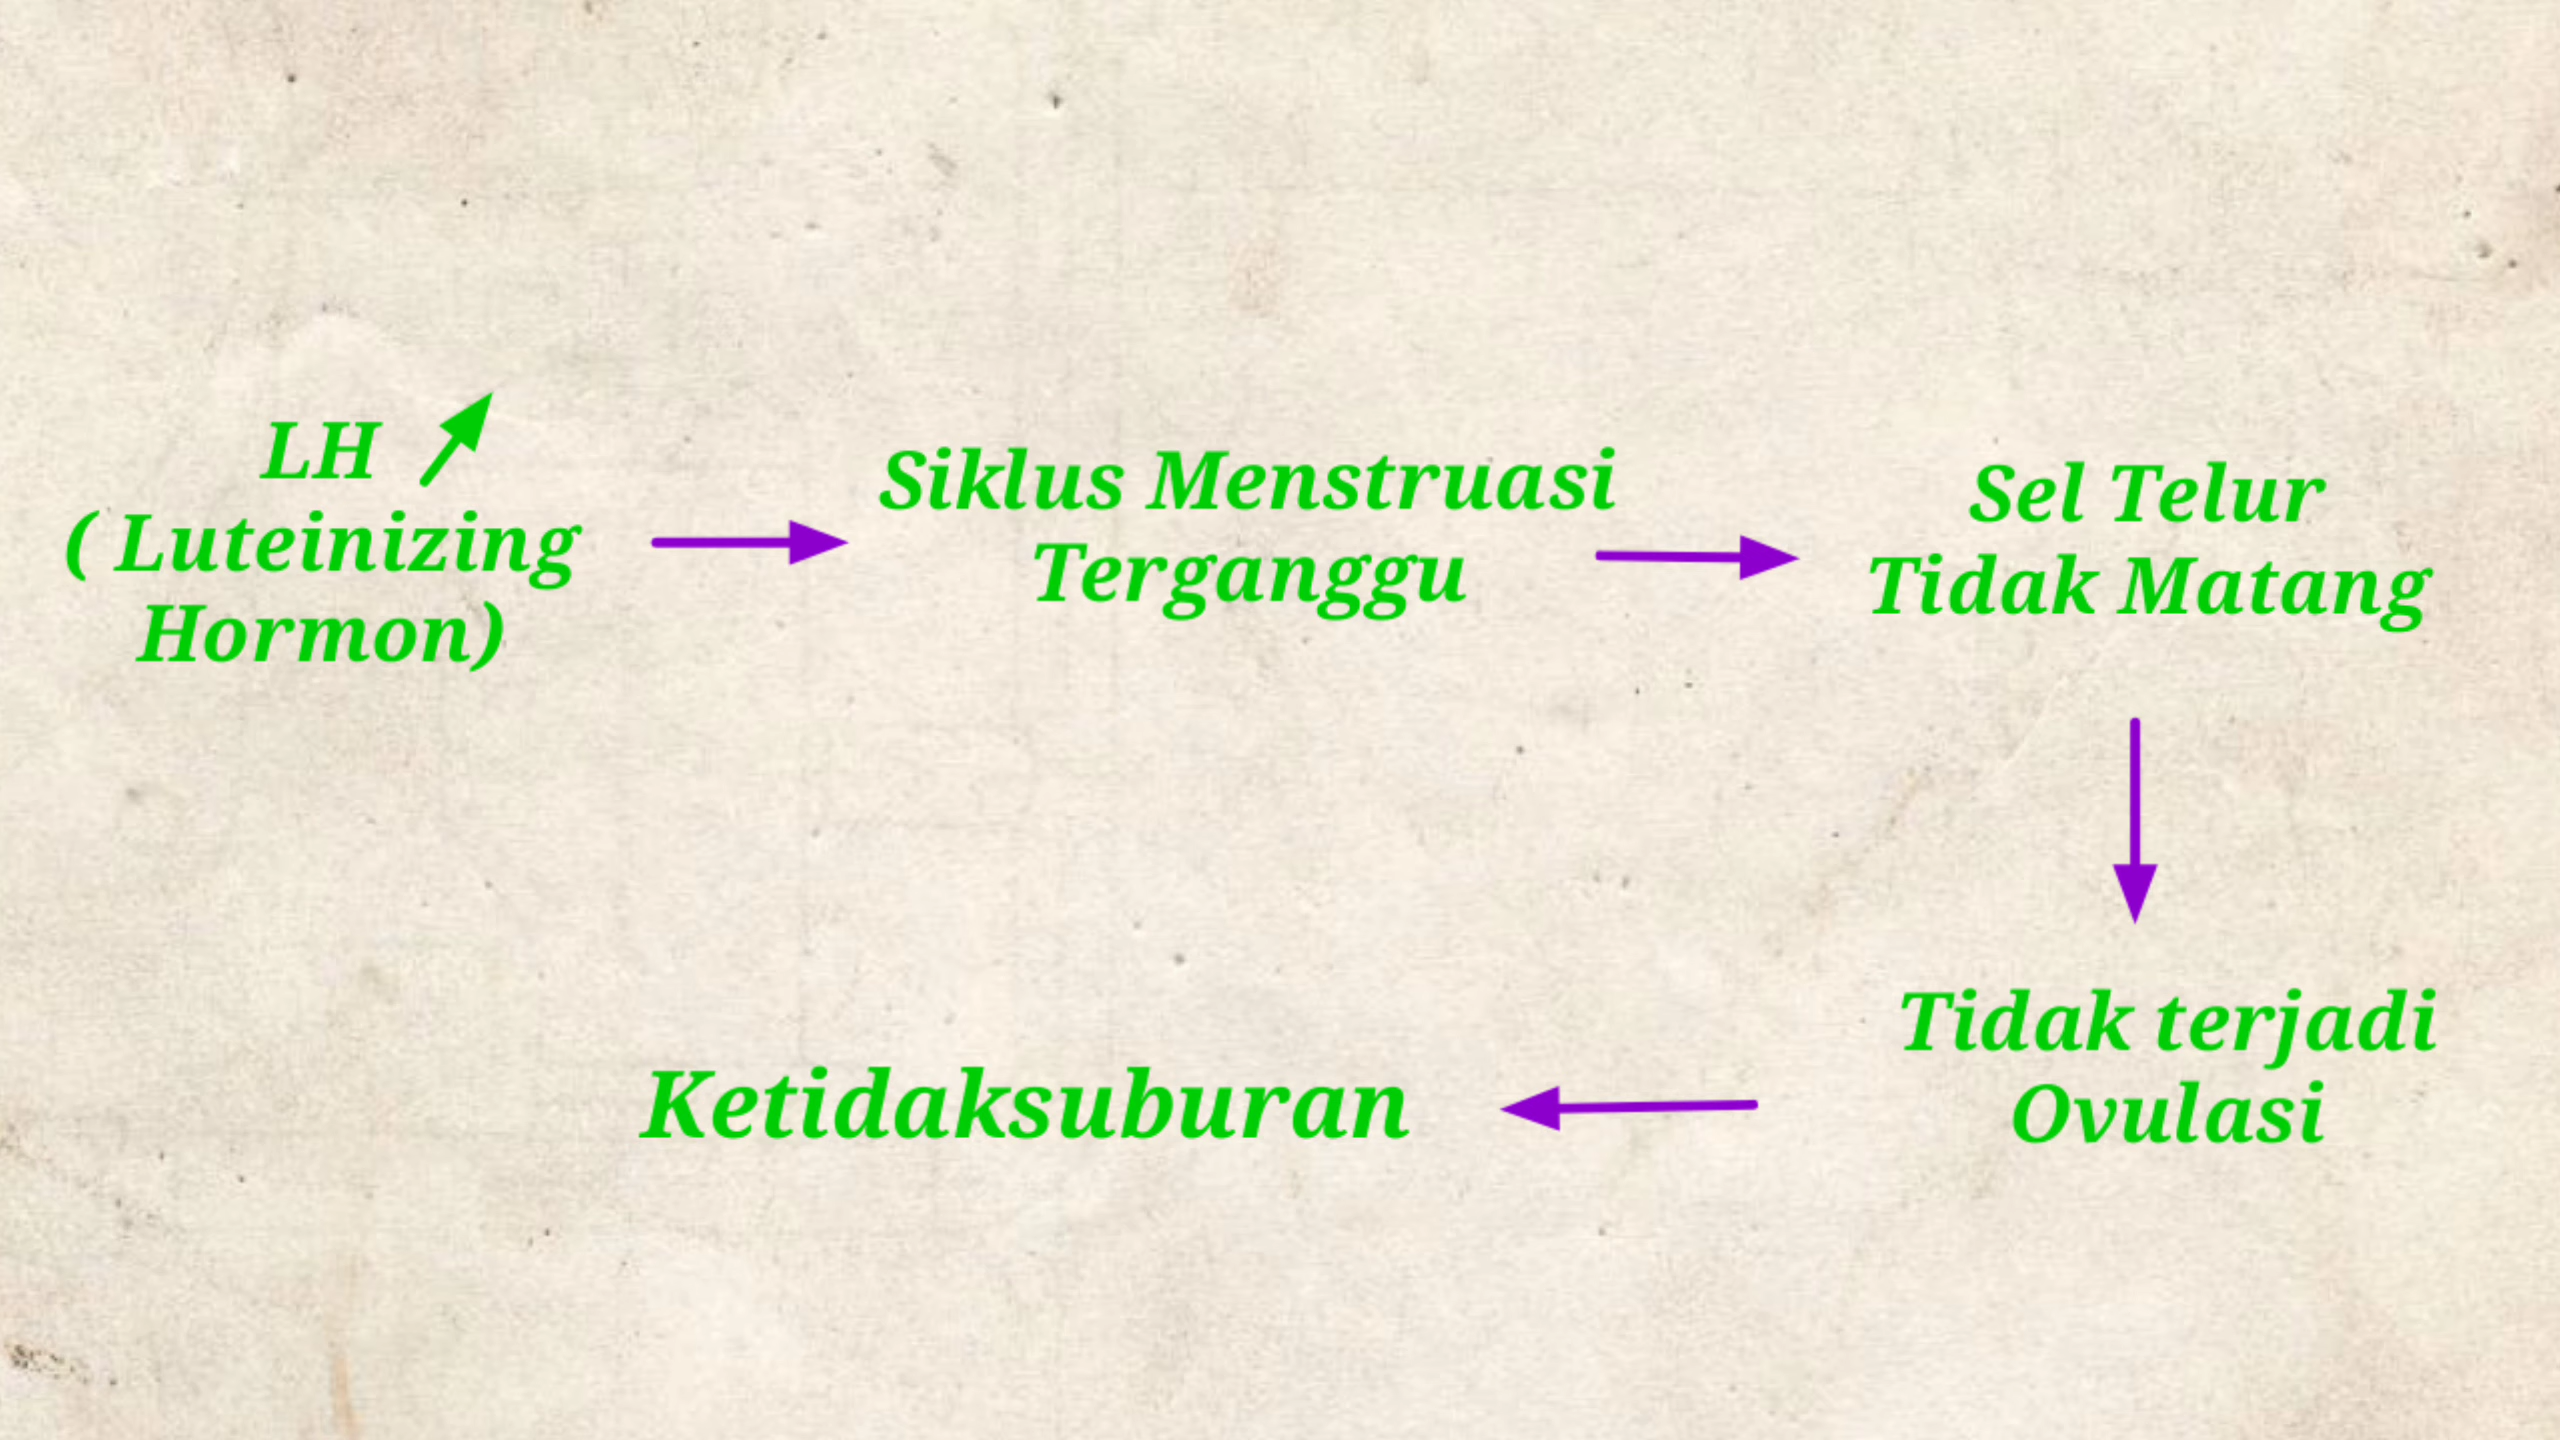 LH
( Luteinizing
Hormon)
Siklus Menstruasi
Terganggu
Sel Telur
Tidak Matang
Tidak terjadi
Ovulasi
Ketidaksuburan